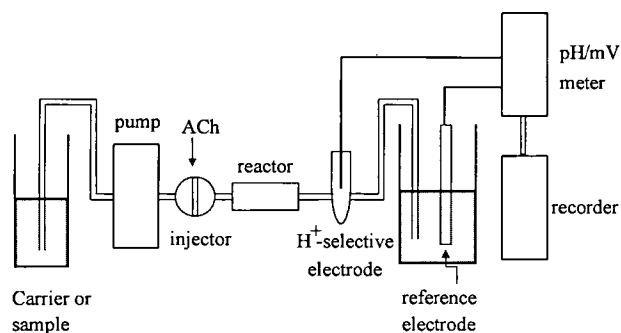 pH/mV
meter
pump
ACh
reactor
injector
H+-selective
electrode
recorder
Carrier or
sample
reference
electrode